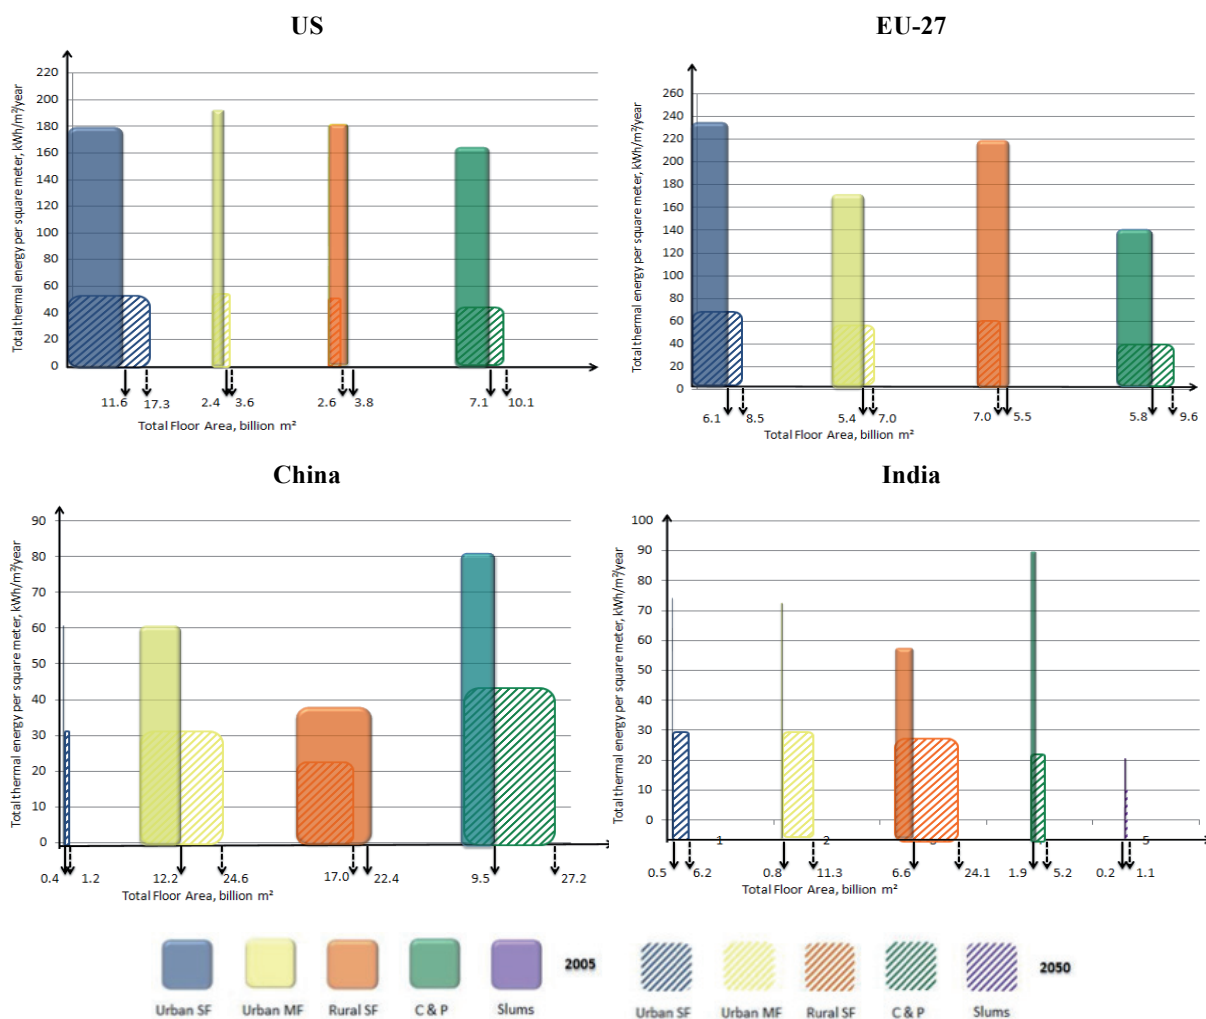 US
Total thermal energy per square meter, kWh/m²/year
220
200
180
160
140
120
100
80
60
40
20
0
11.6 17.3 2.4 3.6 2.6 3.8 7.1 10.1
Total Floor Area, billion m²
EU-27
Total thermal energy per square meter, kWh/m²/year
260
240
220
200
180
160
140
120
100
80
60
40
20
0
6.1 8.5 5.4 7.0 7.0 5.5 5.8 9.6
Total Floor Area, billion m²
China
Total thermal energy per square meter, kWh/m²/year
90
80
70
60
50
40
30
20
10
0
0.4 1.2 12.2 24.6 17.0 22.4 9.5 27.2
Total Floor Area, billion m²
India
Total thermal energy per square meter, kWh/m²/year
100
90
80
70
60
50
40
30
20
10
0
1 2 3 5
0.5 6.2 0.8 11.3 6.6 24.1 1.9 5.2 0.2 1.1
Total Floor Area, billion m²
Urban SF Urban MF Rural SF C & P Slums 2005
Urban SF Urban MF Rural SF C & P Slums 2050